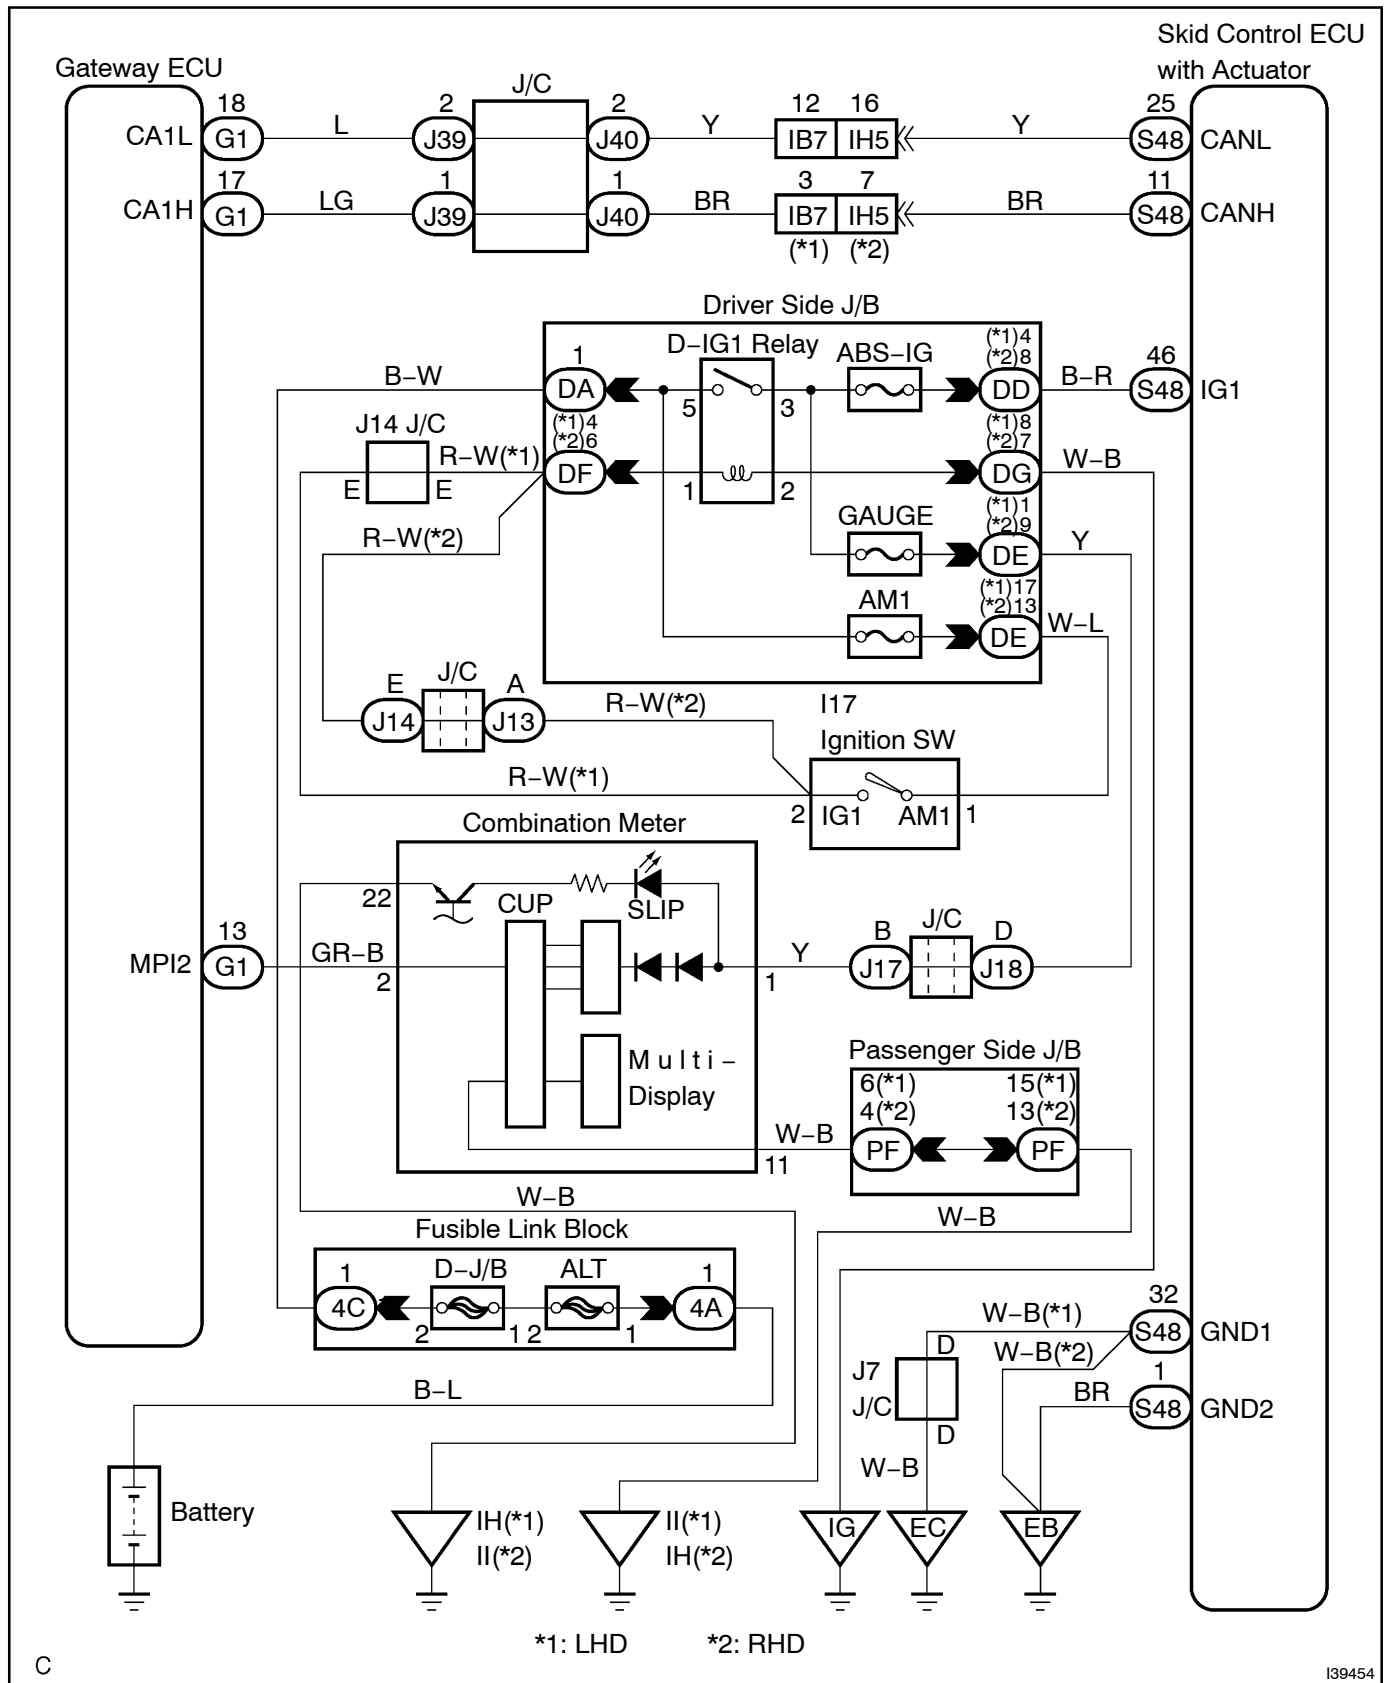 Skid Control ECU
with Actuator
Gateway ECU
J/C
18
2
2
12
16
25
CA1L
G1
L
J39
J40
Y
IB7
IH5
Y
S48
CANL
17
1
1
3
7
11
CA1H
G1
LG
J39
J40
BR
IB7
IH5
BR
S48
CANH
(*1)
(*2)
Driver Side J/B
D-IG1 Relay
ABS-IG
(*1)4
(*2)8
1
46
B-W
DA
5
3
DD
B-R
S48
IG1
J14 J/C
(*1)4
(*2)6
(*1)8
(*2)7
R-W(*1)
E
E
DF
1
2
DG
W-B
R-W(*2)
GAUGE
(*1)1
(*2)9
DE
Y
AM1
(*1)17
(*2)13
DE
W-L
E
J/C
A
J14
J13
R-W(*2)
I17
Ignition SW
R-W(*1)
2
IG1
AM1
1
Combination Meter
22
CUP
SLIP
13
MPI2
G1
GR-B
2
1
Y
B
J/C
D
J17
J18
Multi-
Display
Passenger Side J/B
6(*1)
4(*2)
15(*1)
13(*2)
W-B
11
PF
PF
W-B
W-B
Fusible Link Block
1
D-J/B
ALT
1
4C
2
1
2
1
4A
32
W-B(*1)
S48
GND1
W-B(*2)
D
J7
J/C
D
1
BR
S48
GND2
B-L
W-B
Battery
IH(*1)
II(*2)
II(*1)
IH(*2)
IG
EC
EB
*1: LHD
*2: RHD
C
I39454